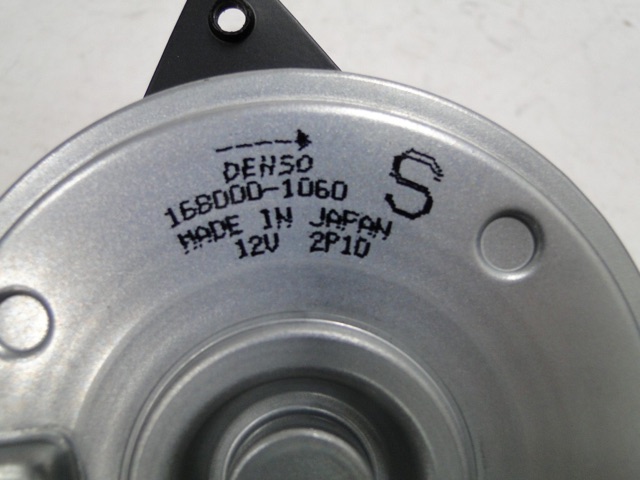 DENSO
168000-1060
S
MADE IN JAPAN
12V 2P10